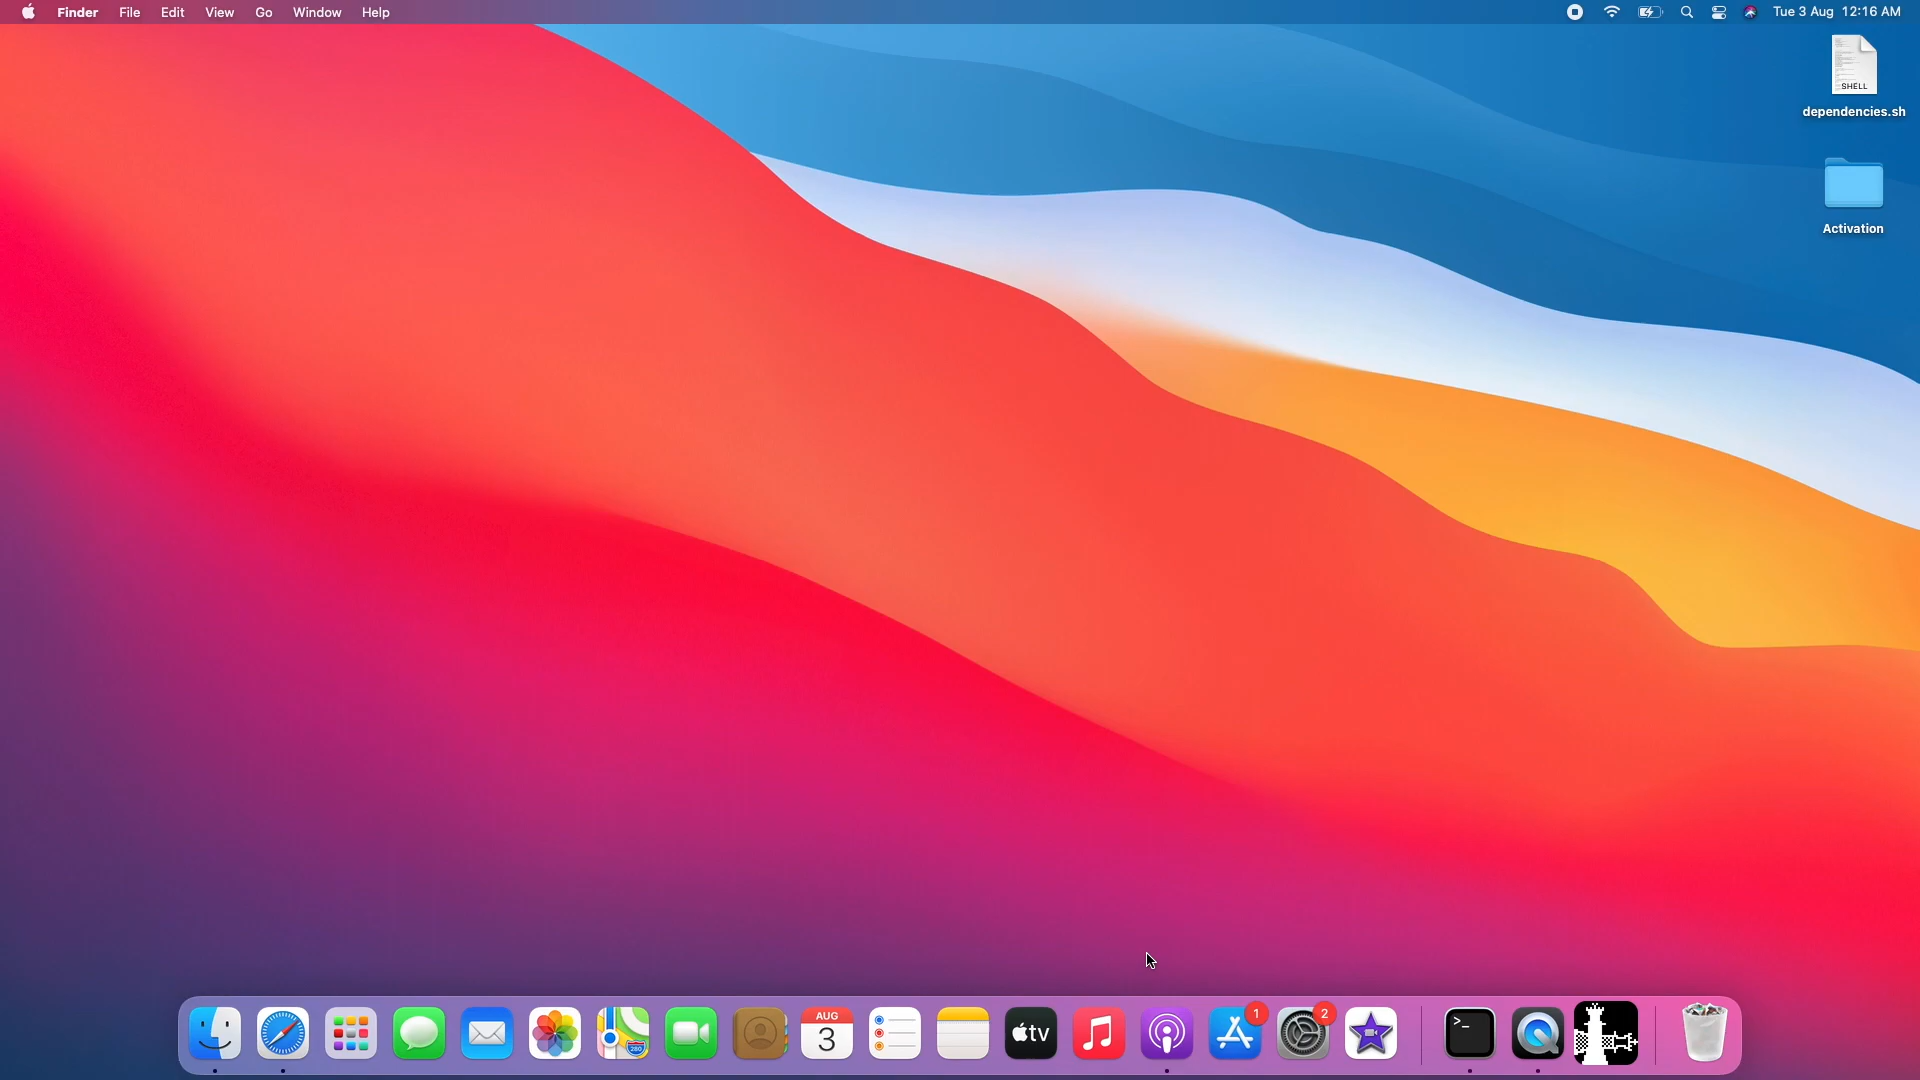 Finder File Edit View Go Window Help Tue 3 Aug 12:16 AM
SHELL
dependencies.sh
Activation
AUG
3
280
tv
1
2
>_